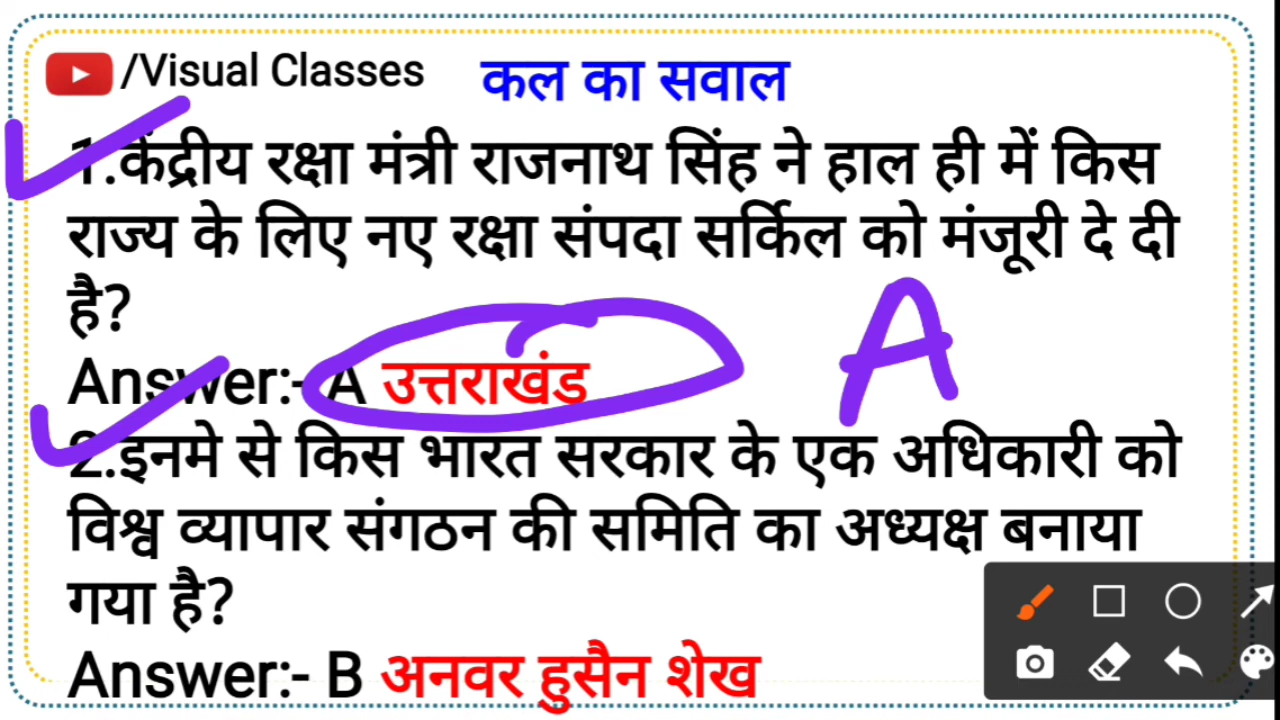 /Visual Classes कल का सवाल
1.केंद्रीय रक्षा मंत्री राजनाथ सिंह ने हाल ही में किस
राज्य के लिए नए रक्षा संपदा सर्किल को मंजूरी दे दी
है?
A
Answer:- A उत्तराखंड
2.इनमे से किस भारत सरकार के एक अधिकारी को
विश्व व्यापार संगठन की समिति का अध्यक्ष बनाया
गया है?
Answer:- B अनवर हुसैन शेख